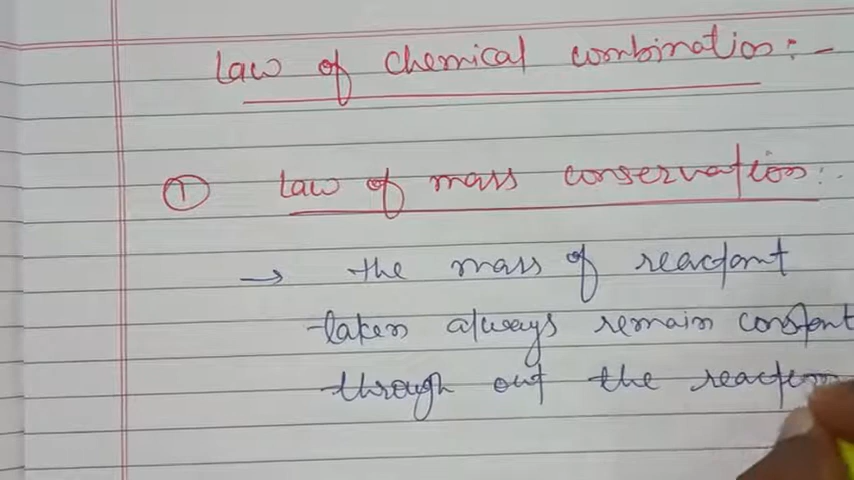 Law of chemical combination: -
① Law of mass conservation:.
→ the mass of reactant
taken always remain constant
through out the reaction